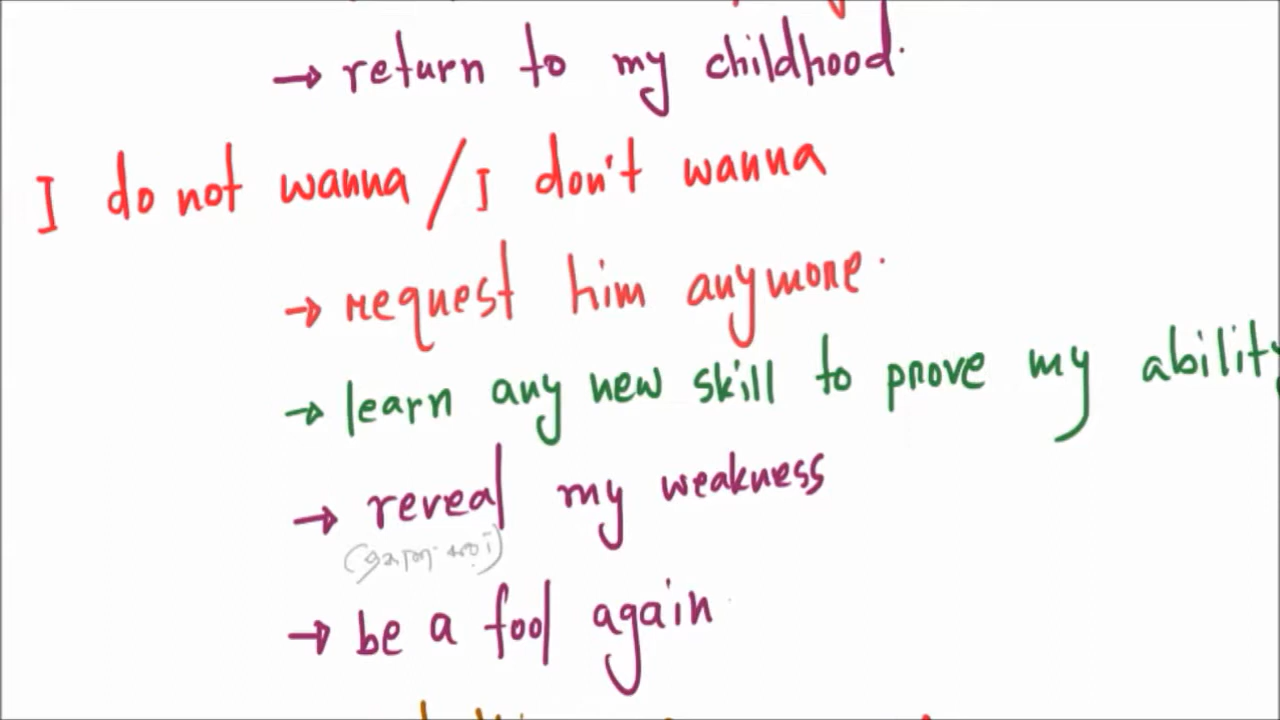 → return to my childhood.
I do not wanna / I don't wanna
→ request him anymore.
→ learn any new skill to prove my ability
→ reveal my weakness
→ be a fool again